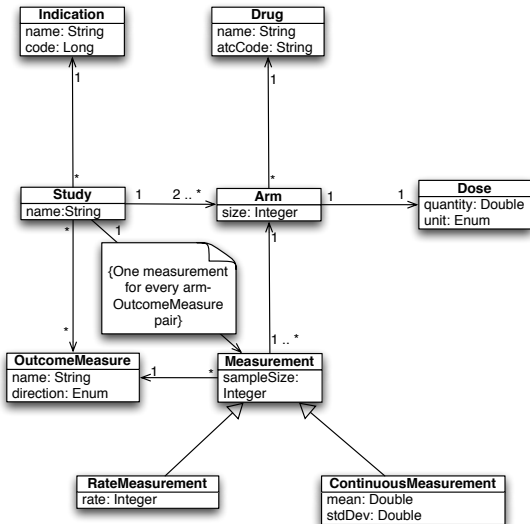 Indication
name: String
code: Long
Drug
name: String
atcCode: String
1
1
*
*
Study
name:String
1
2 .. *
Arm
size: Integer
1
1
Dose
quantity: Double
unit: Enum
*
1
1
{One measurement
for every arm-
OutcomeMeasure
pair}
*
1 .. *
OutcomeMeasure
name: String
direction: Enum
1
*
Measurement
sampleSize:
Integer
RateMeasurement
rate: Integer
ContinuousMeasurement
mean: Double
stdDev: Double